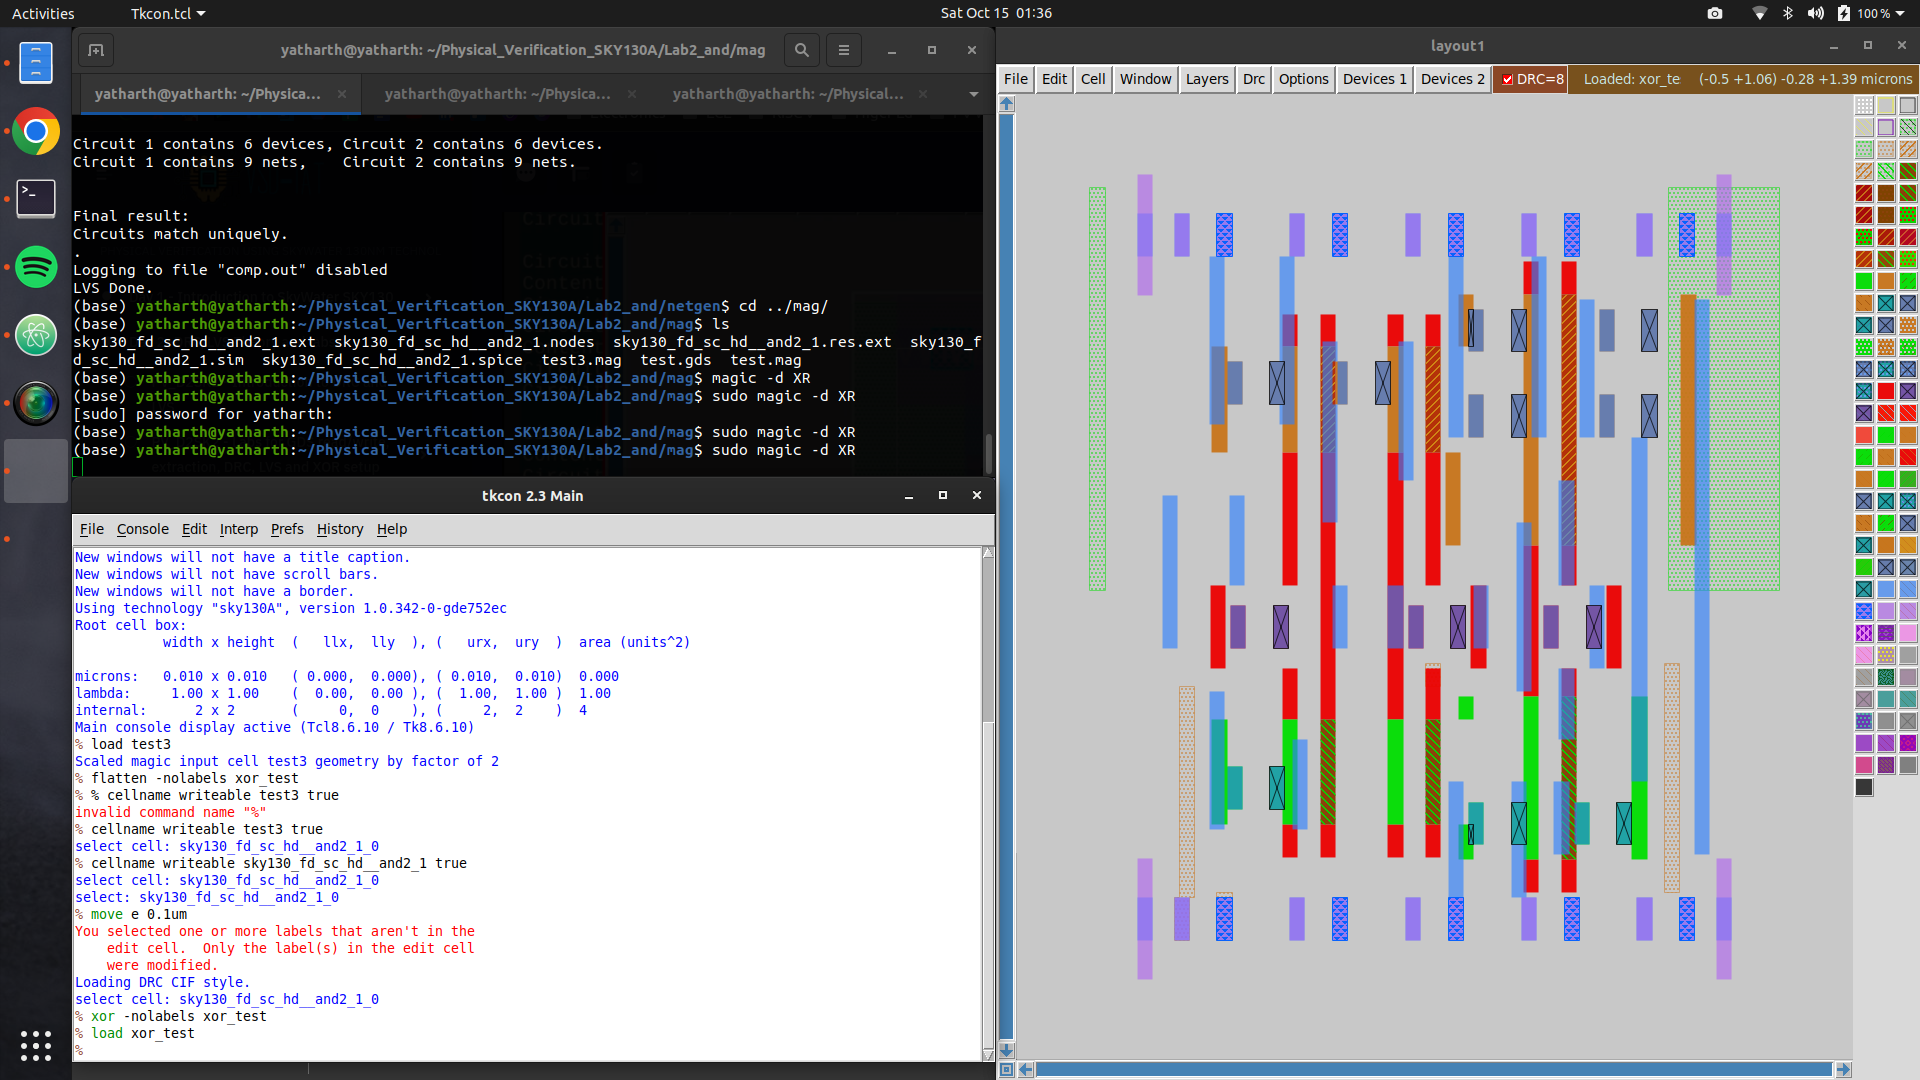 Activities
Tkcon.tcl
Sat Oct 15 01:36
100 %
yatharth@yatharth: ~/Physical_Verification_SKY130A/Lab2_and/mag
yatharth@yatharth: ~/Physica...
yatharth@yatharth: ~/Physica...
yatharth@yatharth: ~/Physical...
Circuit 1 contains 6 devices, Circuit 2 contains 6 devices.
Circuit 1 contains 9 nets,    Circuit 2 contains 9 nets.
Final result:
Circuits match uniquely.
.
Logging to file "comp.out" disabled
LVS Done.
(base) yatharth@yatharth:~/Physical_Verification_SKY130A/Lab2_and/netgen$ cd ../mag/
(base) yatharth@yatharth:~/Physical_Verification_SKY130A/Lab2_and/mag$ ls
sky130_fd_sc_hd__and2_1.ext  sky130_fd_sc_hd__and2_1.nodes  sky130_fd_sc_hd__and2_1.res.ext  sky130_f
d_sc_hd__and2_1.sim  sky130_fd_sc_hd__and2_1.spice  test3.mag  test.gds  test.mag
(base) yatharth@yatharth:~/Physical_Verification_SKY130A/Lab2_and/mag$ magic -d XR
(base) yatharth@yatharth:~/Physical_Verification_SKY130A/Lab2_and/mag$ sudo magic -d XR
[sudo] password for yatharth:
(base) yatharth@yatharth:~/Physical_Verification_SKY130A/Lab2_and/mag$ sudo magic -d XR
(base) yatharth@yatharth:~/Physical_Verification_SKY130A/Lab2_and/mag$ sudo magic -d XR
tkcon 2.3 Main
File Console Edit Interp Prefs History Help
New windows will not have a title caption.
New windows will not have scroll bars.
New windows will not have a border.
Using technology "sky130A", version 1.0.342-0-gde752ec
Root cell box:
width x height  (   llx,  lly  ), (   urx,  ury  )  area (units^2)
microns:   0.010 x 0.010   ( 0.000,  0.000), ( 0.010,  0.010)  0.000
lambda:     1.00 x 1.00    (  0.00,  0.00 ), (  1.00,  1.00 )  1.00
internal:      2 x 2       (     0,  0    ), (     2,  2    )  4
Main console display active (Tcl8.6.10 / Tk8.6.10)
% load test3
Scaled magic input cell test3 geometry by factor of 2
% flatten -nolabels xor_test
% % cellname writeable test3 true
invalid command name "%"
% cellname writeable test3 true
select cell: sky130_fd_sc_hd__and2_1_0
% cellname writeable sky130_fd_sc_hd__and2_1 true
select cell: sky130_fd_sc_hd__and2_1_0
select: sky130_fd_sc_hd__and2_1_0
% move e 0.1um
You selected one or more labels that aren't in the
edit cell.  Only the label(s) in the edit cell
were modified.
Loading DRC CIF style.
select cell: sky130_fd_sc_hd__and2_1_0
% xor -nolabels xor_test
% load xor_test
%
layout1
File Edit Cell Window Layers Drc Options Devices 1 Devices 2 DRC=8 Loaded: xor_te (-0.5 +1.06) -0.28 +1.39 microns